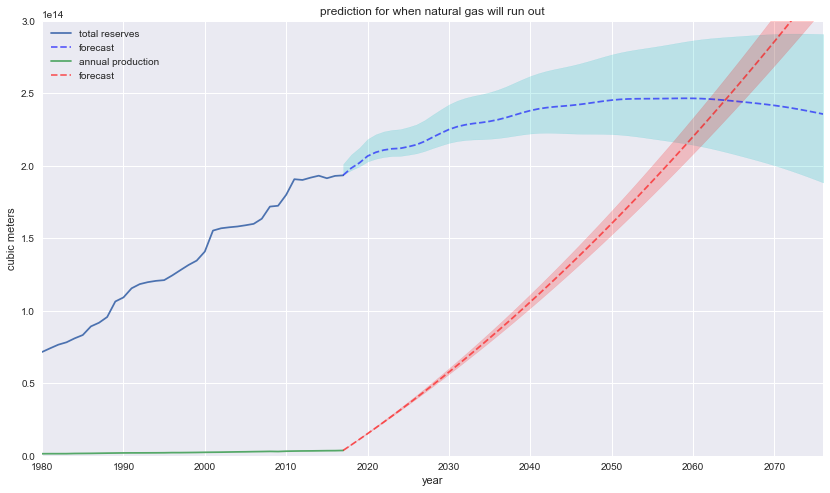 prediction for when natural gas will run out
1e14
total reserves
forecast
annual production
forecast
3.0
2.5
2.0
1.5
1.0
0.5
0.0
cubic meters
1980 1990 2000 2010 2020 2030 2040 2050 2060 2070
year